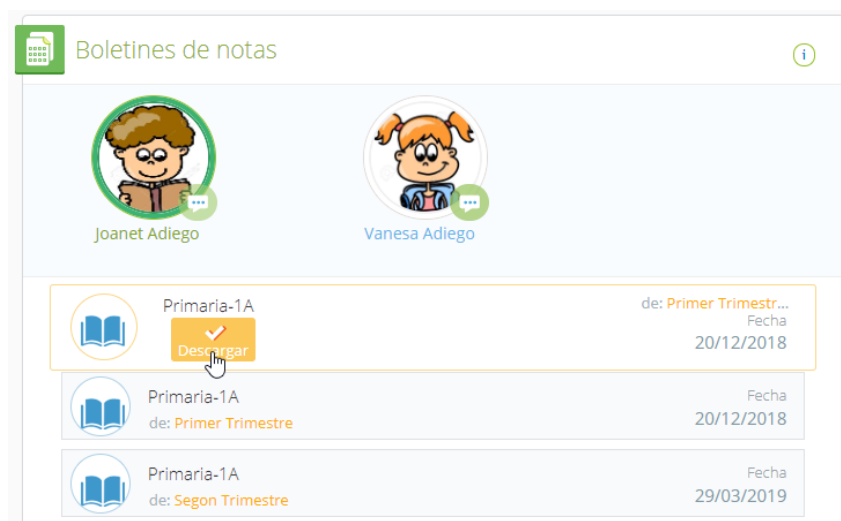 Boletines de notas
i
Joanet Adiego
Vanesa Adiego
Primaria-1A
de: Primer Trimestr...
Fecha
20/12/2018
Descargar
Primaria-1A
Fecha
de: Primer Trimestre
20/12/2018
Primaria-1A
Fecha
de: Segon Trimestre
29/03/2019